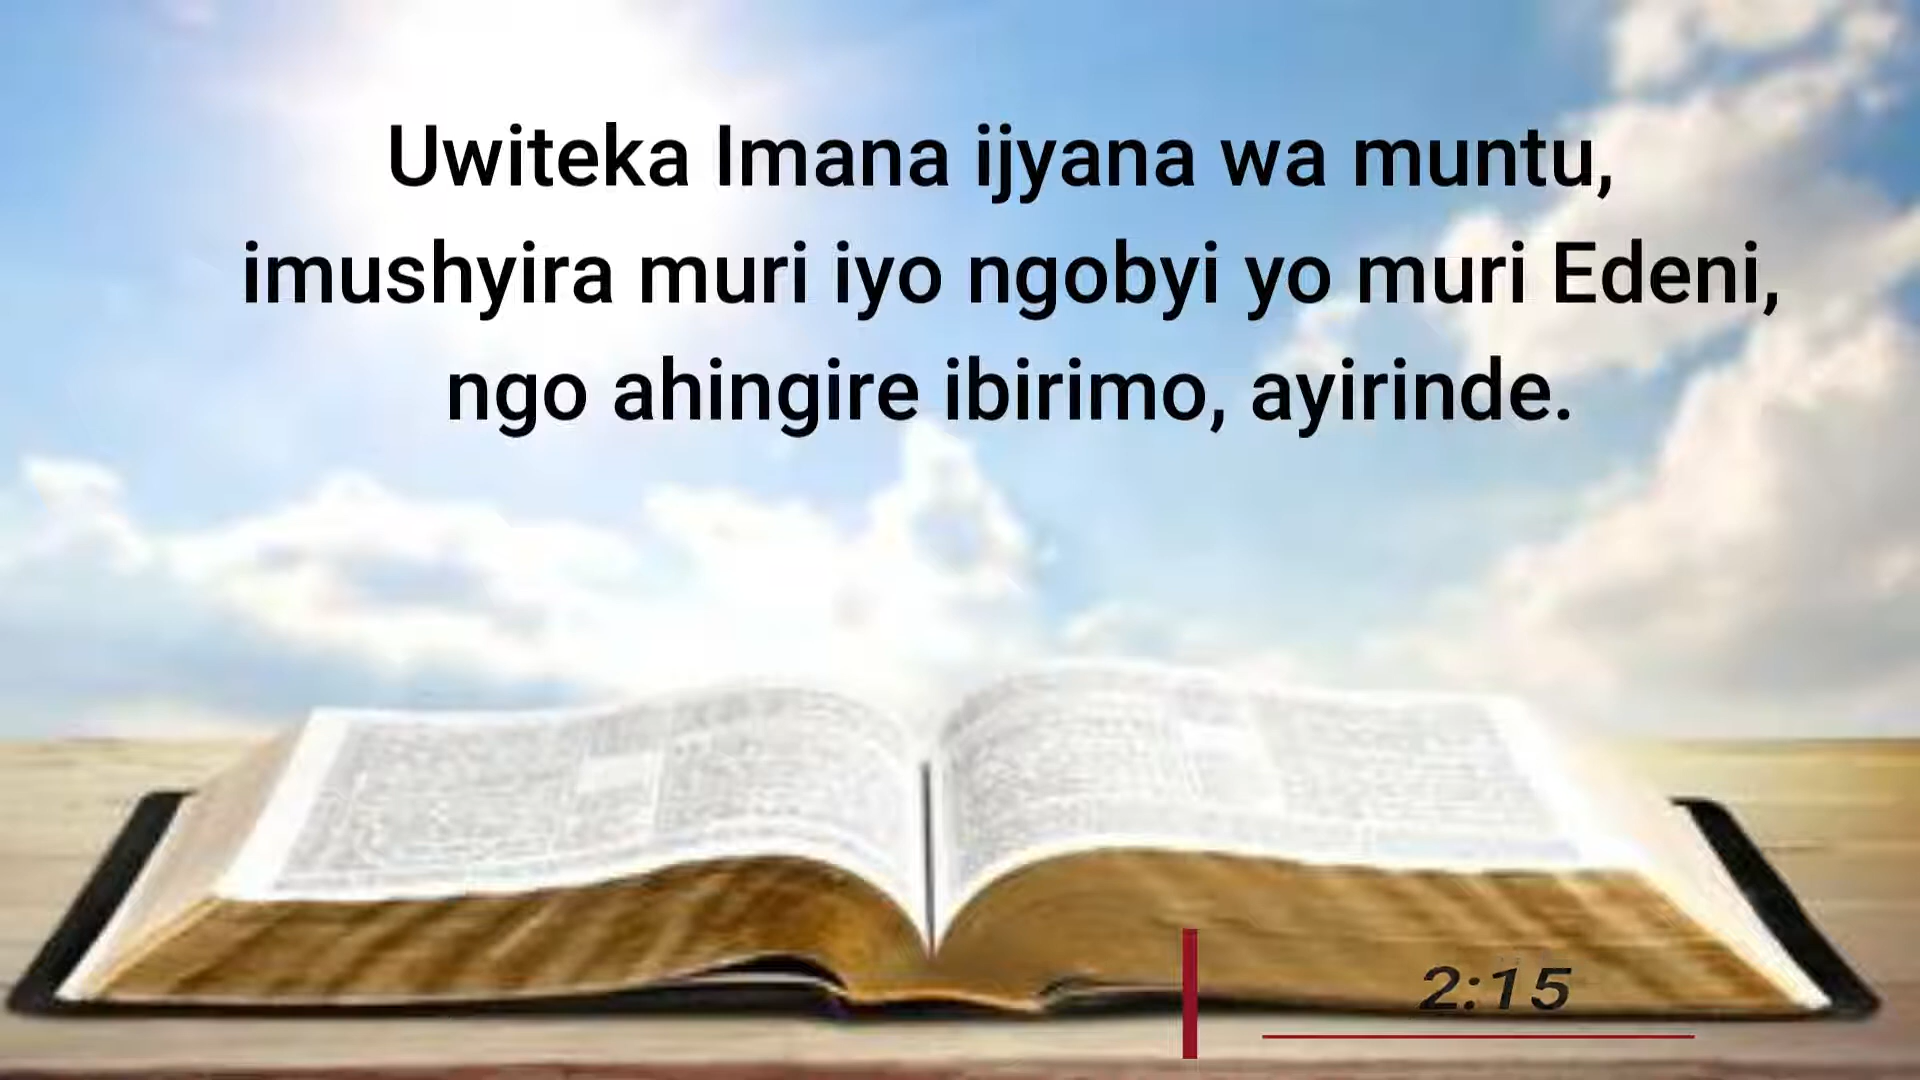 Uwiteka Imana ijyana wa muntu,
imushyira muri iyo ngobyi yo muri Edeni,
ngo ahingire ibirimo, ayirinde.
2:15